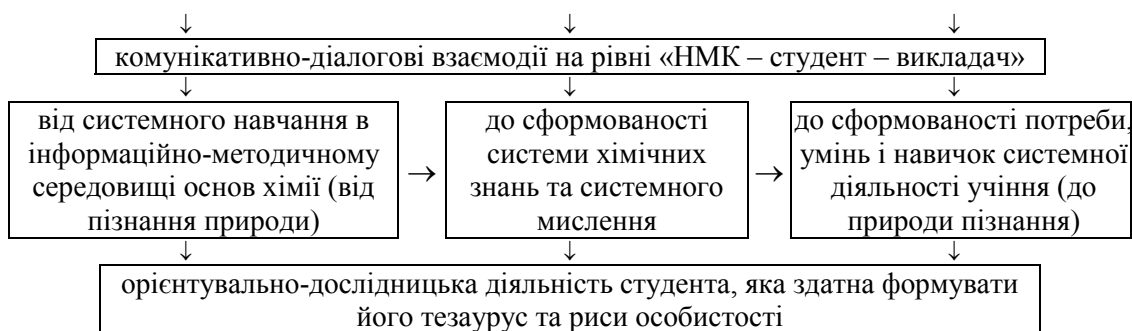 ↓ ↓ ↓
комунікативно-діалогові взаємодії на рівні «НМК – студент – викладач»
↓ ↓ ↓
від системного навчання в
інформаційно-методичному
середовищі основ хімії (від
пізнання природи)
→
до сформованості
системи хімічних
знань та системного
мислення
→
до сформованості потреби,
умінь і навичок системної
діяльності учіння (до
природи пізнання)
↓ ↓ ↓
орієнтувально-дослідницька діяльність студента, яка здатна формувати
його тезаурус та риси особистості